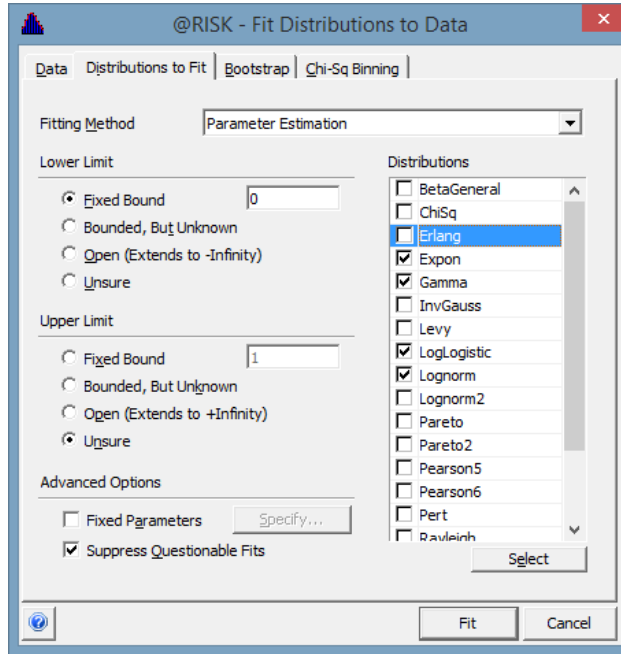 @RISK - Fit Distributions to Data
Data
Distributions to Fit
Bootstrap
Chi-Sq Binning
Fitting Method
Parameter Estimation
Lower Limit
Fixed Bound
0
Bounded, But Unknown
Open (Extends to -Infinity)
Unsure
Upper Limit
Fixed Bound
1
Bounded, But Unknown
Open (Extends to +Infinity)
Unsure
Advanced Options
Fixed Parameters
Specify...
Suppress Questionable Fits
Distributions
BetaGeneral
ChiSq
Erlang
Expon
Gamma
InvGauss
Levy
LogLogistic
Lognorm
Lognorm2
Pareto
Pareto2
Pearson5
Pearson6
Pert
Rayleigh
Select
Fit
Cancel